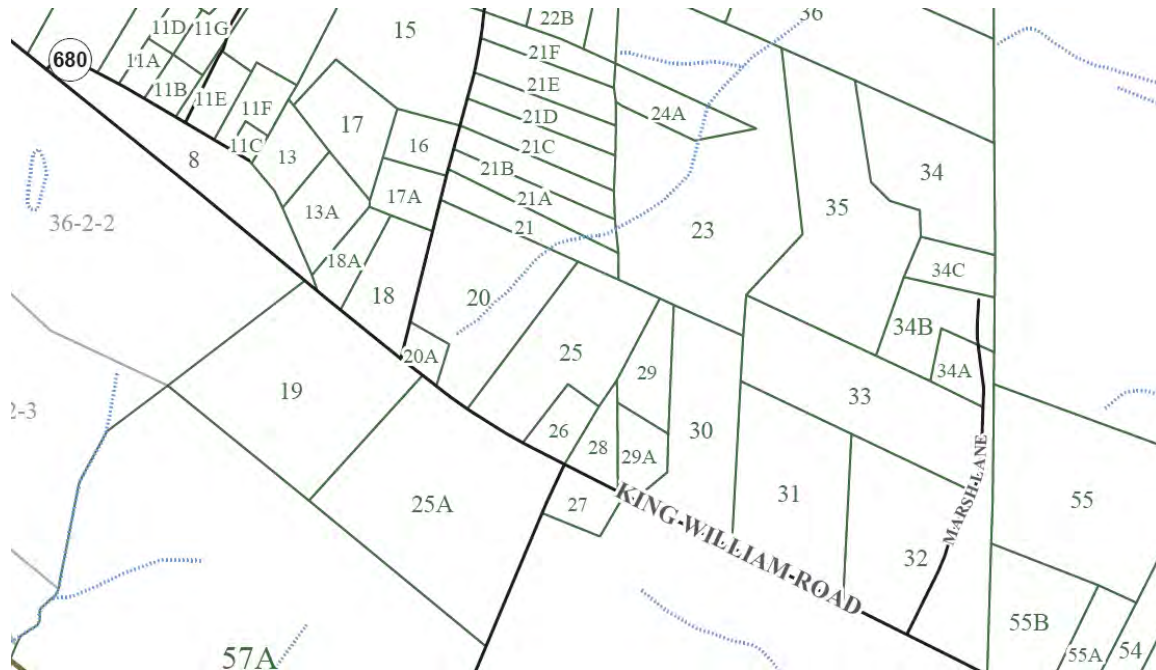 22B
36
15
11D
11G
680
21F
11A
21E
11B
11E
24A
11F
21D
17
16
21C
11C
8
13
21B
34
17A
21A
35
13A
36-2-2
21
23
18A
34C
18
20
34B
20A
25
29
34A
19
33
2-3
26
30
28
29A
MARSH LANE
31
55
25A
27
KING WILLIAM ROAD
32
55B
57A
55A
54